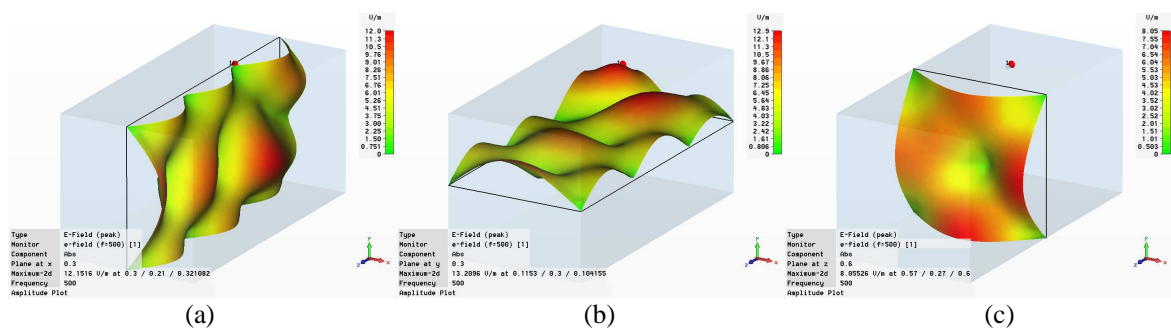 V/m
12.0
11.3
10.5
9.76
9.01
8.26
7.51
6.76
6.01
5.26
4.51
3.75
3.00
2.25
1.50
0.751
0
Type E-Field (peak)
Monitor e-field (f=500) [1]
Component Abs
Plane at x 0.3
Maximum-2d 12.1516 V/m at 0.3 / 0.21 / 0.321082
Frequency 500
Amplitude Plot
y
x
z
(a)
V/m
12.9
12.1
11.3
10.5
9.67
8.86
8.06
7.25
6.45
5.64
4.83
4.03
3.22
2.42
1.61
0.806
0
Type E-Field (peak)
Monitor e-field (f=500) [1]
Component Abs
Plane at y 0.3
Maximum-2d 13.2096 V/m at 0.1153 / 0.3 / 0.104155
Frequency 500
Amplitude Plot
y
x
z
(b)
V/m
8.05
7.55
7.04
6.54
6.04
5.53
5.03
4.53
4.02
3.52
3.02
2.52
2.01
1.51
1.01
0.503
0
Type E-Field (peak)
Monitor e-field (f=500) [1]
Component Abs
Plane at z 0.6
Maximum-2d 8.05526 V/m at 0.57 / 0.27 / 0.6
Frequency 500
Amplitude Plot
y
x
z
(c)